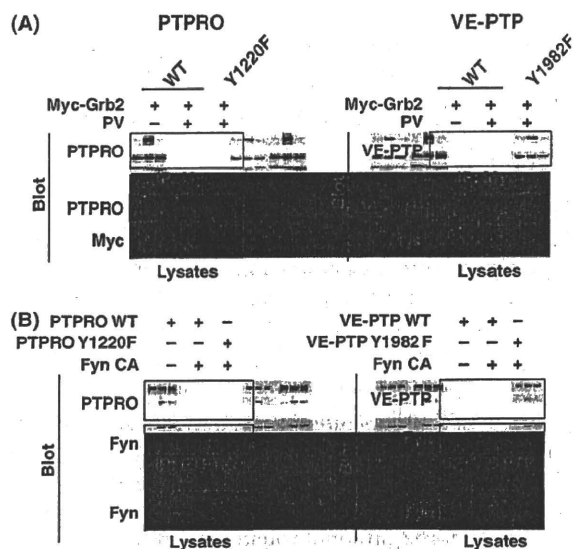 (A)
PTPRO
VE-PTP
WT
Y1220F
WT
Y1982F
Myc-Grb2 + + +
PV − + +
Myc-Grb2 + + +
PV − + +
Blot
PTPRO
VE-PTP
PTPRO
Myc
Lysates
Lysates
(B)
PTPRO WT + + −
PTPRO Y1220F − − +
Fyn CA − + +
VE-PTP WT + + −
VE-PTP Y1982F − − +
Fyn CA − + +
Blot
PTPRO
VE-PTP
Fyn
Fyn
Lysates
Lysates